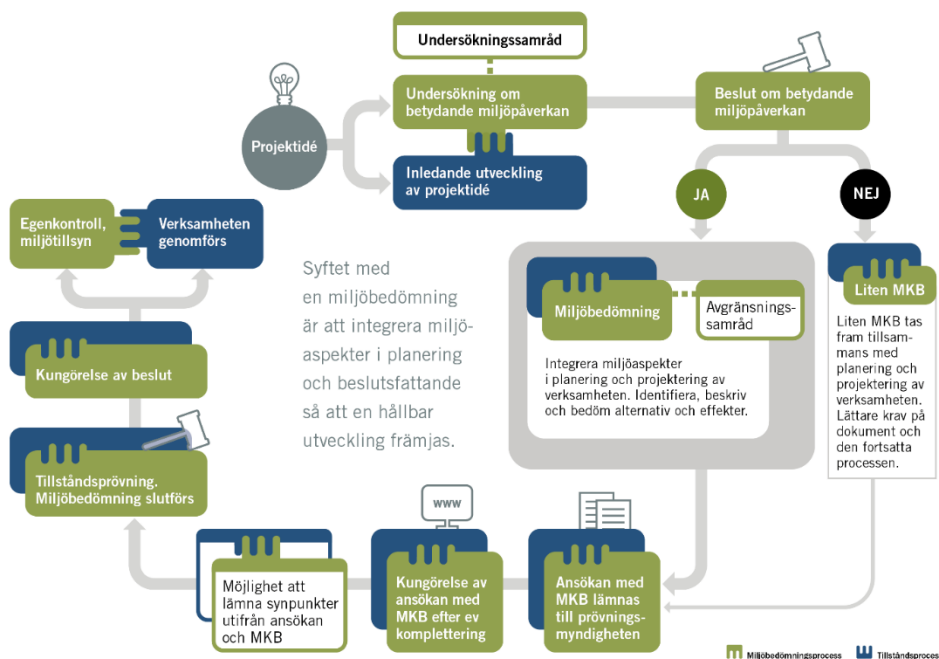 Undersökningssamråd
Undersökning om
betydande miljöpåverkan
Beslut om betydande
miljöpåverkan
Projektidé
Inledande utveckling
av projektidé
JA
NEJ
Egenkontroll,
miljötillsyn
Verksamheten
genomförs
Syftet med
en miljöbedömning
är att integrera miljö-
aspekter i planering
och beslutsfattande
så att en hållbar
utveckling främjas.
Miljöbedömning
Avgränsnings-
samråd
Integrera miljöaspekter
i planering och projektering av
verksamheten. Identifiera, beskriv
och bedöm alternativ och effekter.
Liten MKB
Liten MKB tas
fram tillsam-
mans med
planering och
projektering av
verksamheten.
Lättare krav på
dokument och
den fortsatta
processen.
Kungörelse av beslut
Tillståndsprövning.
Miljöbedömning slutförs
Möjlighet att
lämna synpunkter
utifrån ansökan
och MKB
www
Kungörelse av
ansökan med
MKB efter ev
komplettering
Ansökan med
MKB lämnas
till prövnings-
myndigheten
Miljöbedömningsprocess
Tillståndsproces